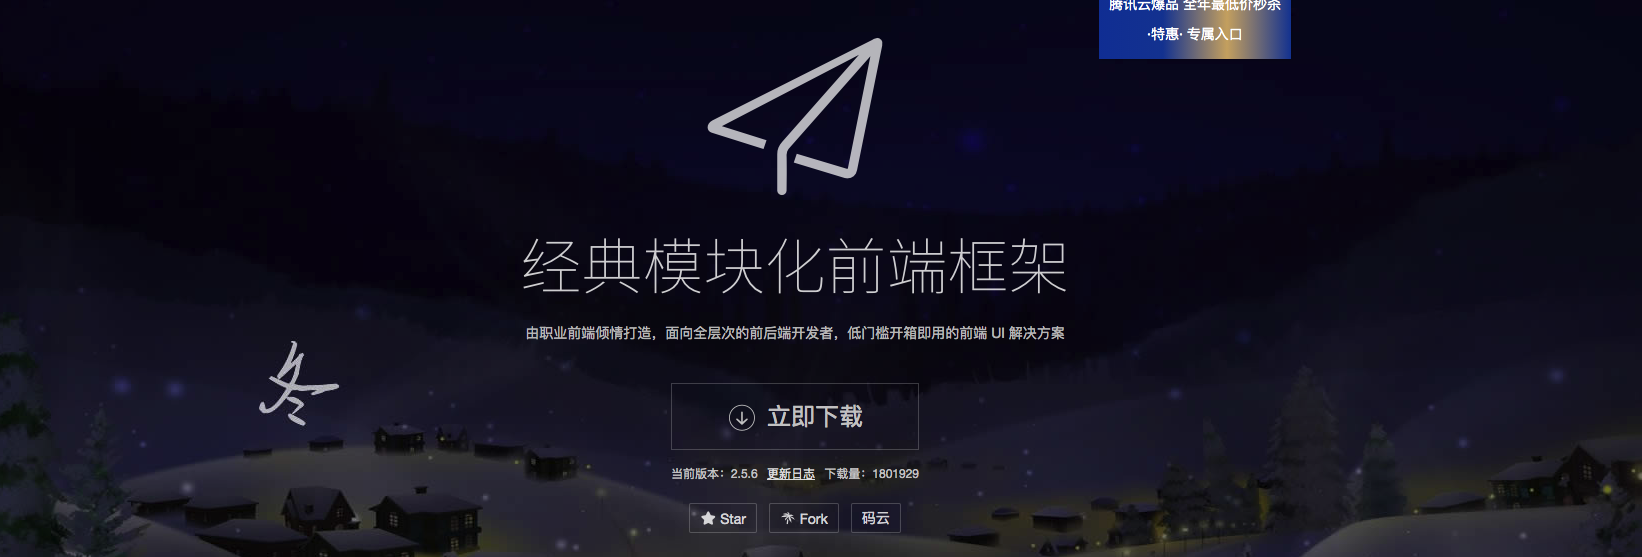 腾讯云爆品 全年最低价秒杀
·特惠· 专属入口
经典模块化前端框架
由职业前端倾情打造，面向全层次的前后端开发者，低门槛开箱即用的前端 UI 解决方案
冬
立即下载
当前版本：2.5.6 更新日志 下载量：1801929
Star Fork 码云